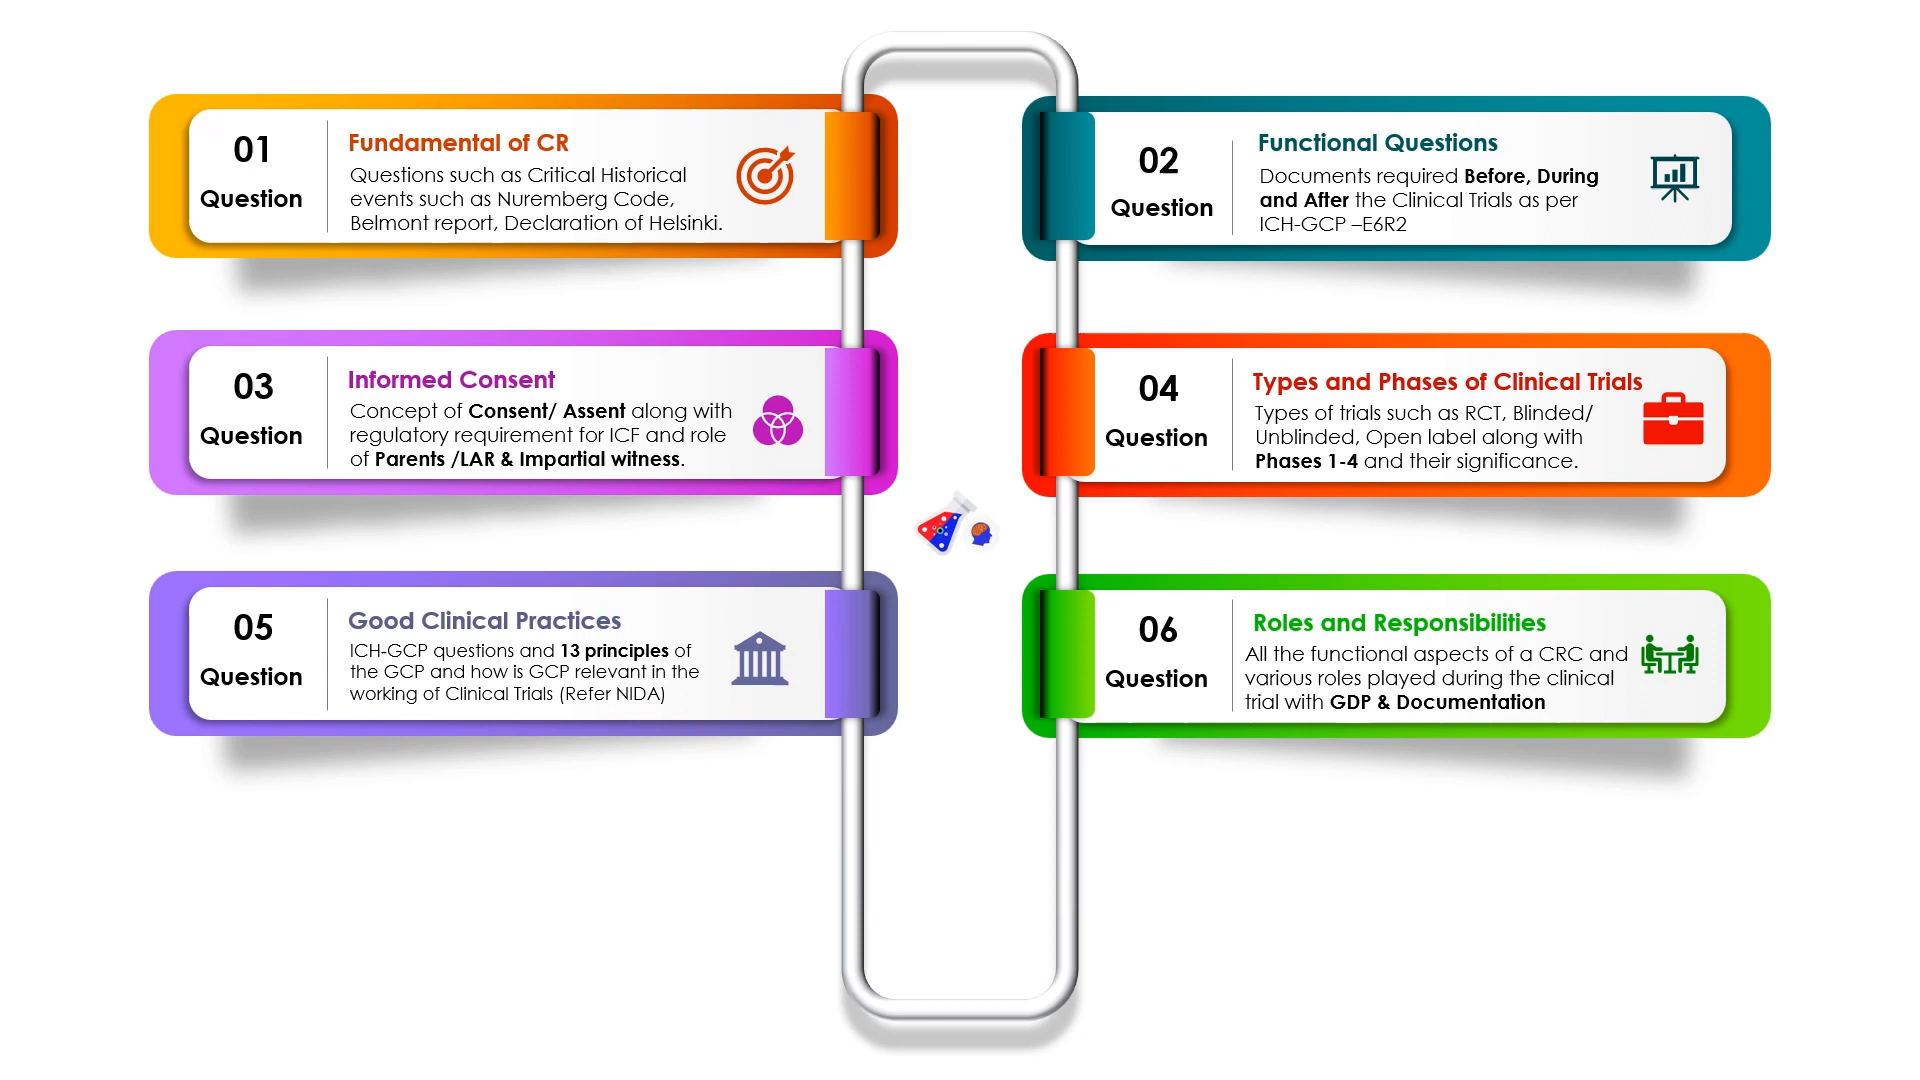 01
Question
Fundamental of CR
Questions such as Critical Historical
events such as Nuremberg Code,
Belmont report, Declaration of Helsinki.
02
Question
Functional Questions
Documents required Before, During
and After the Clinical Trials as per
ICH-GCP –E6R2
03
Question
Informed Consent
Concept of Consent/ Assent along with
regulatory requirement for ICF and role
of Parents /LAR & Impartial witness.
04
Question
Types and Phases of Clinical Trials
Types of trials such as RCT, Blinded/
Unblinded, Open label along with
Phases 1-4 and their significance.
05
Question
Good Clinical Practices
ICH-GCP questions and 13 principles of
the GCP and how is GCP relevant in the
working of Clinical Trials (Refer NIDA)
06
Question
Roles and Responsibilities
All the functional aspects of a CRC and
various roles played during the clinical
trial with GDP & Documentation